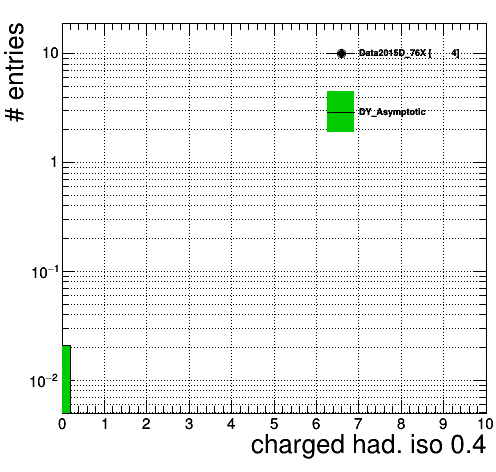 # entries
10
Data2015D_76X [ 4]
DY_Asymptotic
1
10⁻¹
10⁻²
0 1 2 3 4 5 6 7 8 9 10
charged had. iso 0.4